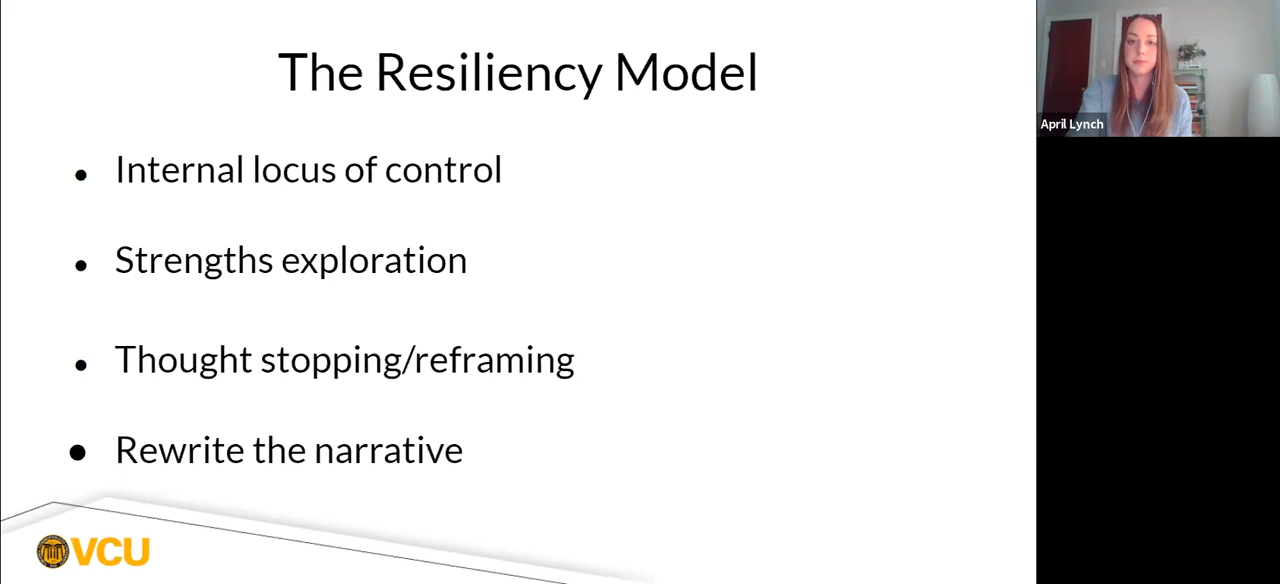 The Resiliency Model
• Internal locus of control
• Strengths exploration
• Thought stopping/reframing
• Rewrite the narrative
VCU
April Lynch